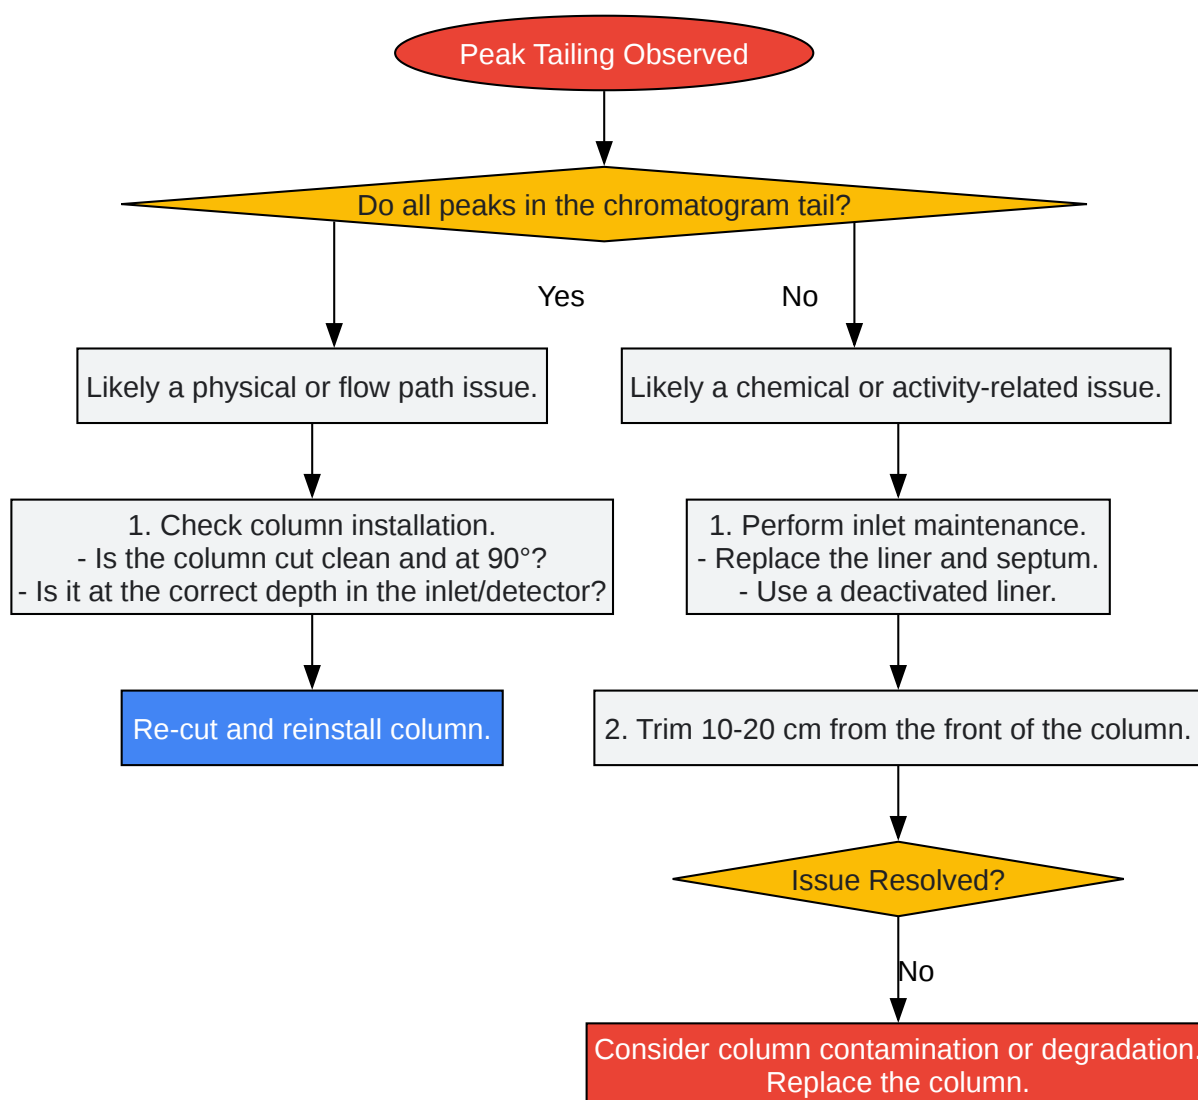 Peak Tailing Observed
Do all peaks in the chromatogram tail?
Yes
No
Likely a physical or flow path issue.
Likely a chemical or activity-related issue.
1. Check column installation.
- Is the column cut clean and at 90°?
- Is it at the correct depth in the inlet/detector?
1. Perform inlet maintenance.
- Replace the liner and septum.
- Use a deactivated liner.
Re-cut and reinstall column.
2. Trim 10-20 cm from the front of the column.
Issue Resolved?
No
Consider column contamination or degradation.
Replace the column.